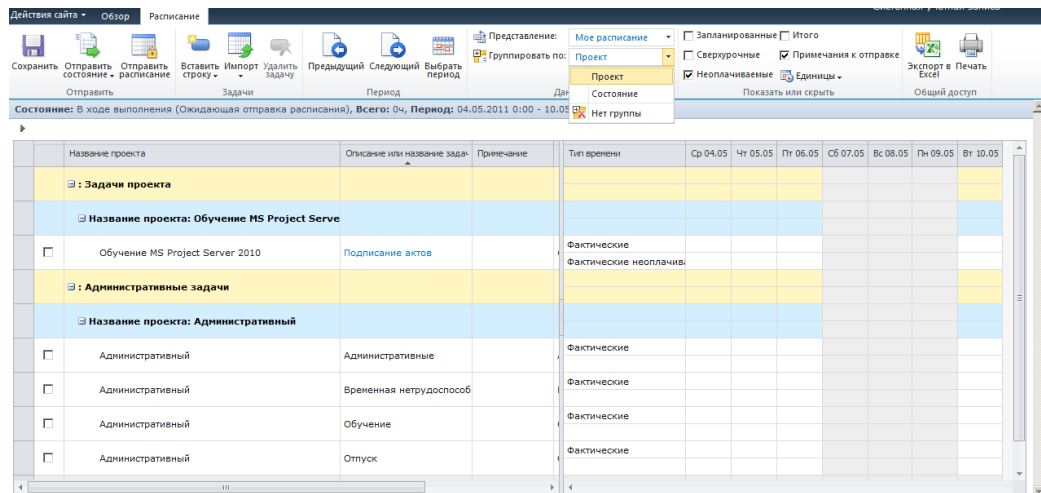 Действия сайта Обзор Расписание
Сохранить
Отправить состояние
Отправить расписание
Отправить
Вставить строку
Импорт
Удалить задачу
Задачи
Предыдущий
Следующий
Выбрать период
Период
Представление: Мое расписание
Группировать по: Проект
Проект
Состояние
Нет группы
Запланированные
Итого
Сверхурочные
Примечания к отправке
Неоплачиваемые
Единицы
Показать или скрыть
Экспорт в Excel
Печать
Общий доступ
Состояние: В ходе выполнения (Ожидающая отправка расписания), Всего: 0ч, Период: 04.05.2011 0:00 - 10.05
Название проекта Описание или название задач Примечание Тип времени Ср 04.05 Чт 05.05 Пт 06.05 Сб 07.05 Вс 08.05 Пн 09.05 Вт 10.05
: Задачи проекта
Название проекта: Обучение MS Project Serve
Обучение MS Project Server 2010 Подписание актов Фактические
Фактические неоплачива
: Административные задачи
Название проекта: Административный
Административный Административные Фактические
Административный Временная нетрудоспособ Фактические
Административный Обучение Фактические
Административный Отпуск Фактические